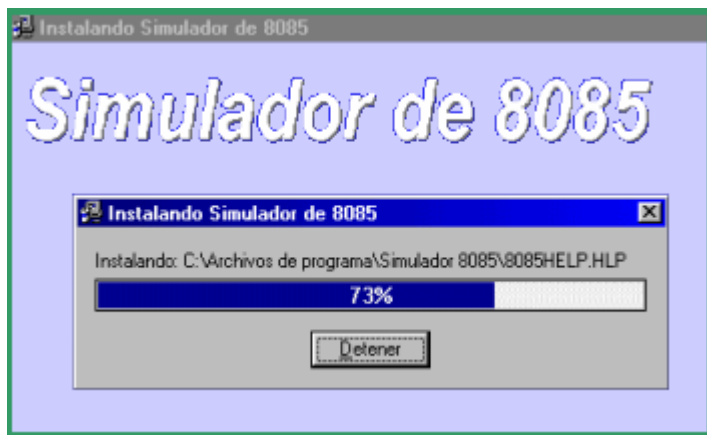 Instalando Simulador de 8085
Simulador de 8085
Instalando Simulador de 8085
Instalando: C:\Archivos de programa\Simulador 8085\8085HELP.HLP
73%
Detener